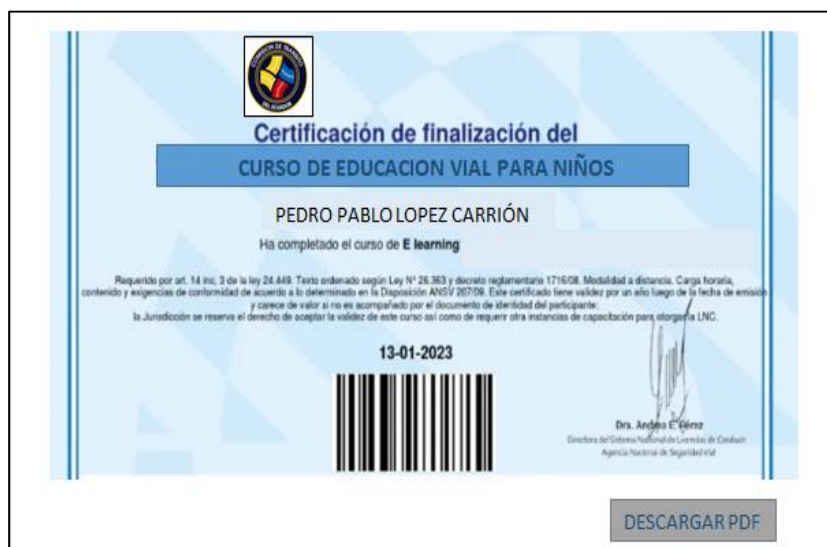 COMISION DE TRANSITO
DEL ECUADOR
Certificación de finalización del
CURSO DE EDUCACION VIAL PARA NIÑOS
PEDRO PABLO LOPEZ CARRIÓN
Ha completado el curso de E learning
Requerido por art. 14 inc, 3 de la ley 24.449. Texto ordenado según Ley N° 26.363 y decreto reglamentario 1716/08. Modalidad a distancia. Carga horaria,
contenido y exigencias de conformidad de acuerdo a lo determinado en la Disposición ANSV 207/09. Este certificado tiene validez por un año luego de la fecha de emisión
y carece de valor si no es acompañado por el documento de identidad del participante;
la Jurisdicción se reserva el derecho de aceptar la validez de este curso así como de requerir otra instancias de capacitación para otorgar la LNC.
13-01-2023
Dra. Andrea E. Pérez
Directora del Sistema Nacional de Licencias de Conducir
Agencia Nacional de Seguridad Vial
DESCARGAR PDF